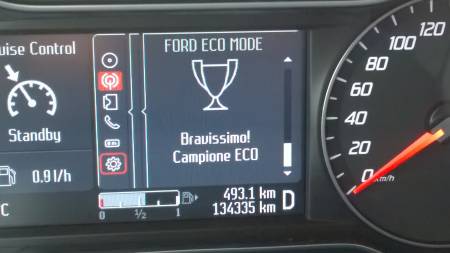 uise Control
FORD ECO MODE
Standby
Bravissimo!
Campione ECO
0.9l/h
°C
0 ½ 1
493.1 km
134335 km
D
120
100
80
60
40
20
0 km/h